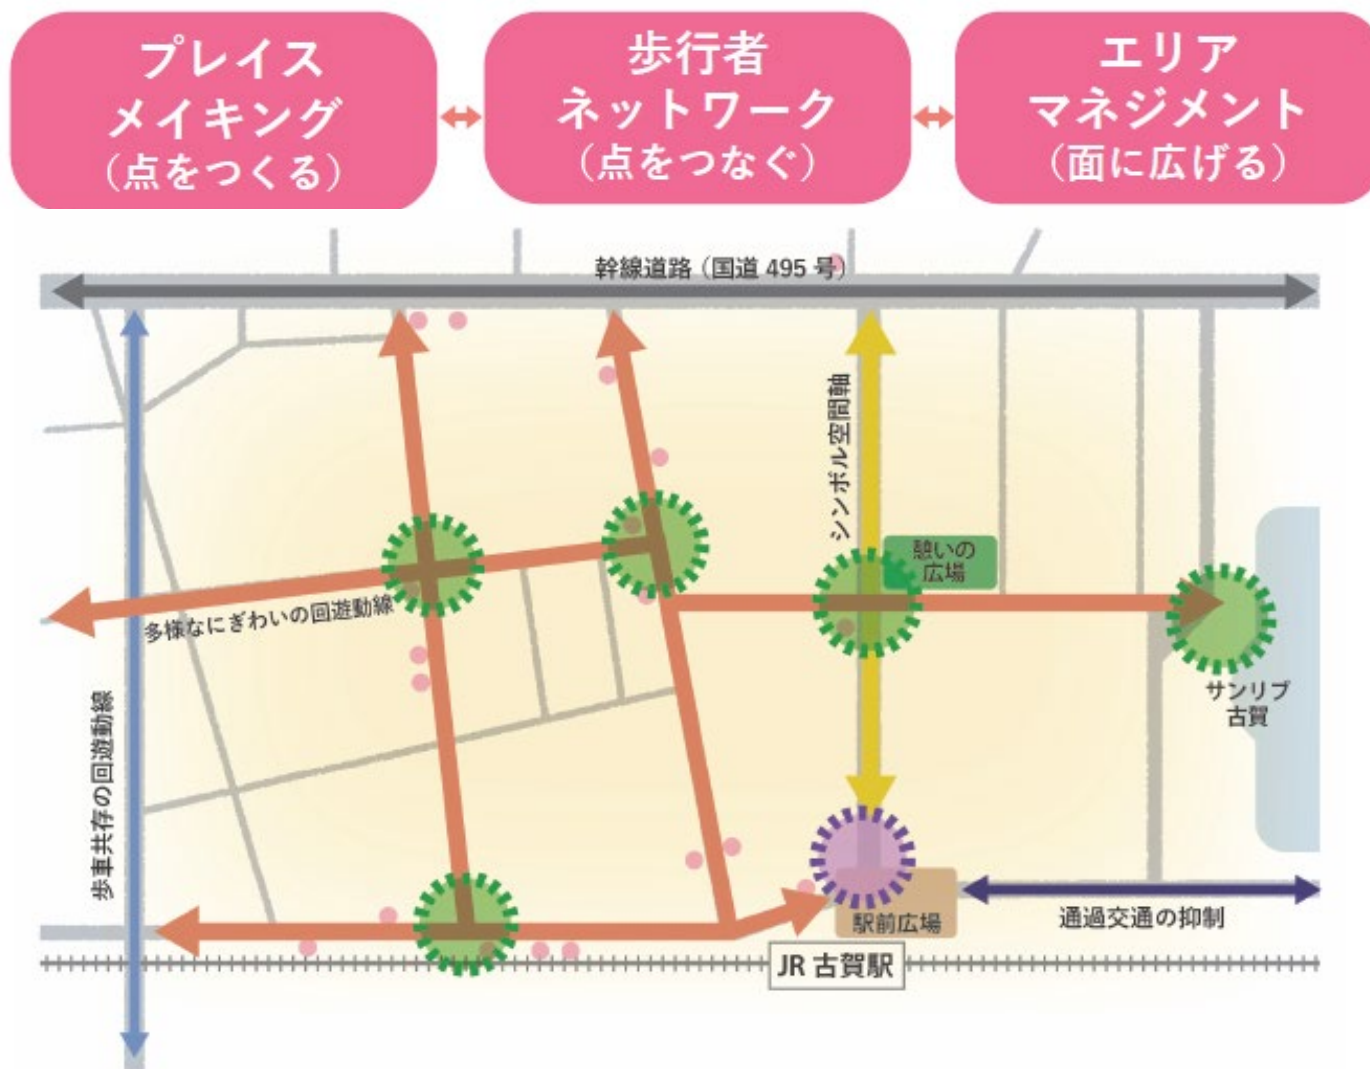 プレイス
メイキング
（点をつくる）
歩行者
ネットワーク
（点をつなぐ）
エリア
マネジメント
（面に広げる）
幹線道路（国道 495 号）
シンボル空間軸
憩いの
広場
多様なにぎわいの回遊動線
サンリブ
古賀
歩車共存の回遊動線
駅前広場
通過交通の抑制
JR 古賀駅